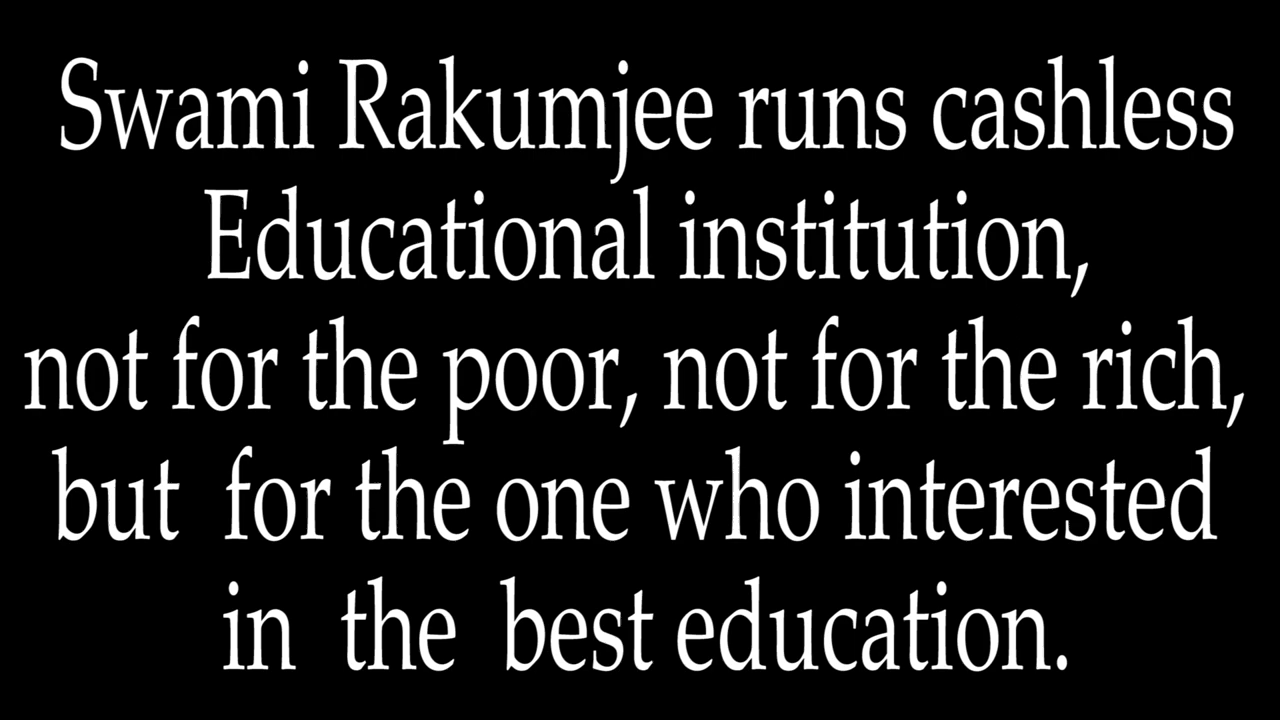 Swami Rakumjee runs cashless
Educational institution,
not for the poor, not for the rich,
but for the one who interested
in the best education.